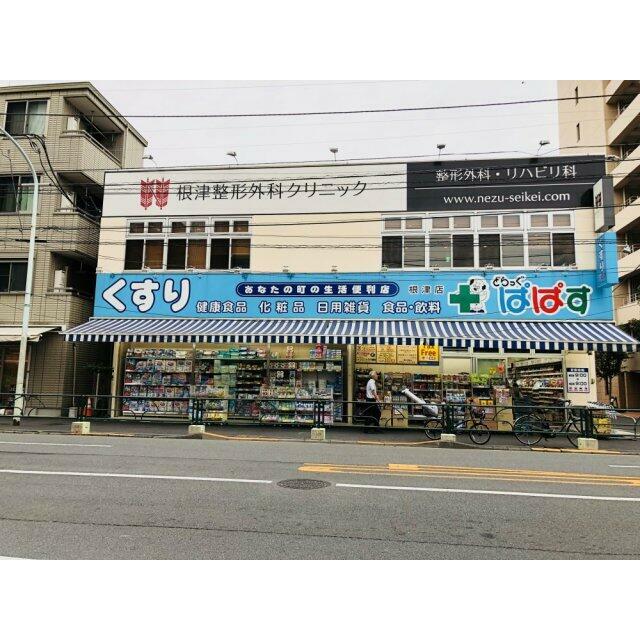 根津整形外科クリニック
整形外科・リハビリ科
www.nezu-seikei.com
くすり
あなたの町の生活便利店
根津店
健康食品 化粧品 日用雑貨 食品・飲料
どらっぐ
ぱぱす
Free